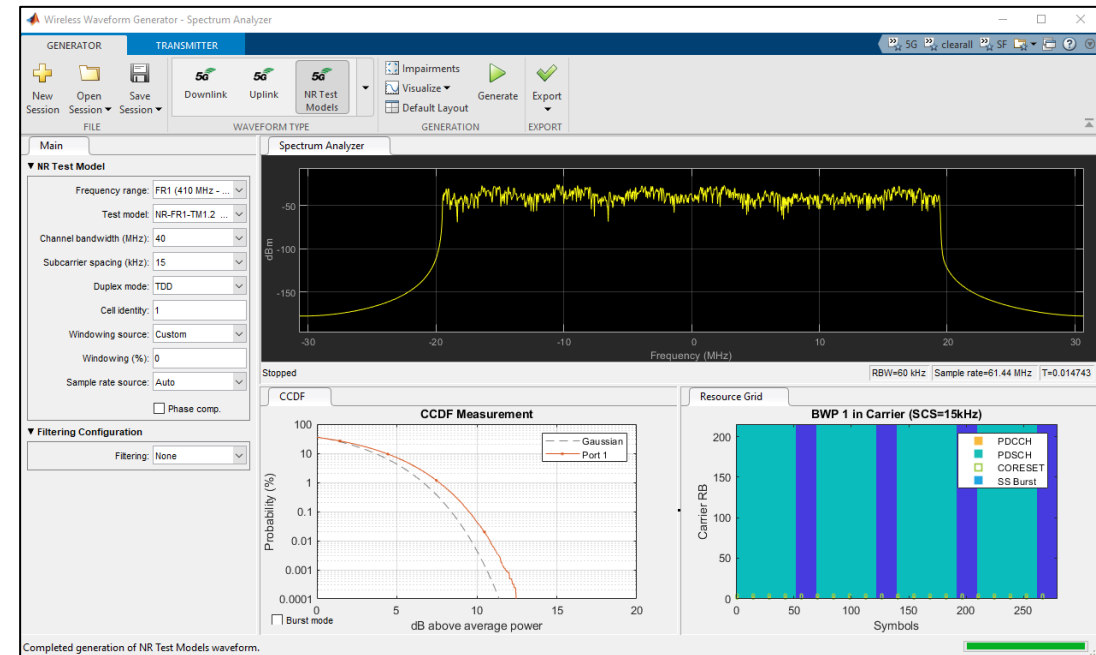 Wireless Waveform Generator - Spectrum Analyzer
GENERATOR TRANSMITTER
5G clearall SF
New Session
Open Session
Save Session
5G Downlink
5G Uplink
5G NR Test Models
Impairments
Visualize
Default Layout
Generate
Export
FILE WAVEFORM TYPE GENERATION EXPORT
Main
NR Test Model
Frequency range: FR1 (410 MHz - ...
Test model: NR-FR1-TM1.2 ...
Channel bandwidth (MHz): 40
Subcarrier spacing (kHz): 15
Duplex mode: TDD
Cell identity: 1
Windowing source: Custom
Windowing (%): 0
Sample rate source: Auto
Phase comp.
Filtering Configuration
Filtering: None
Spectrum Analyzer
-50
-100
-150
dBm
-30 -20 -10 0 10 20 30
Frequency (MHz)
Stopped
RBW=60 kHz Sample rate=61.44 MHz T=0.014743
CCDF
CCDF Measurement
Gaussian
Port 1
100
10
1
0.1
0.01
0.001
0.0001
Probability (%)
0 5 10 15 20
dB above average power
Burst mode
Resource Grid
BWP 1 in Carrier (SCS=15kHz)
PDCCH
PDSCH
CORESET
SS Burst
200
150
100
50
0
Carrier RB
0 50 100 150 200 250
Symbols
Completed generation of NR Test Models waveform.